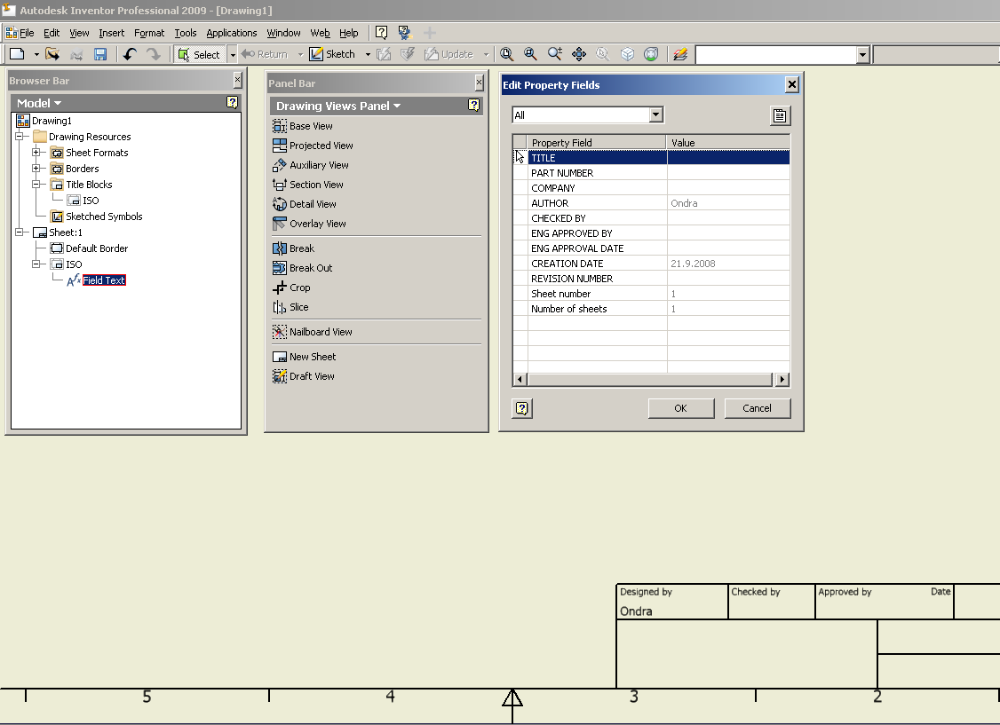 Autodesk Inventor Professional 2009 - [Drawing1]
File Edit View Insert Format Tools Applications Window Web Help
Select Return Sketch Update
Browser Bar
Model
Drawing1
Drawing Resources
Sheet Formats
Borders
Title Blocks
ISO
Sketched Symbols
Sheet:1
Default Border
ISO
Field Text
Panel Bar
Drawing Views Panel
Base View
Projected View
Auxiliary View
Section View
Detail View
Overlay View
Break
Break Out
Crop
Slice
Nailboard View
New Sheet
Draft View
Edit Property Fields
All
Property Field Value
TITLE
PART NUMBER
COMPANY
AUTHOR Ondra
CHECKED BY
ENG APPROVED BY
ENG APPROVAL DATE
CREATION DATE 21.9.2008
REVISION NUMBER
Sheet number 1
Number of sheets 1
OK Cancel
Designed by Checked by Approved by Date
Ondra
5 4 3 2